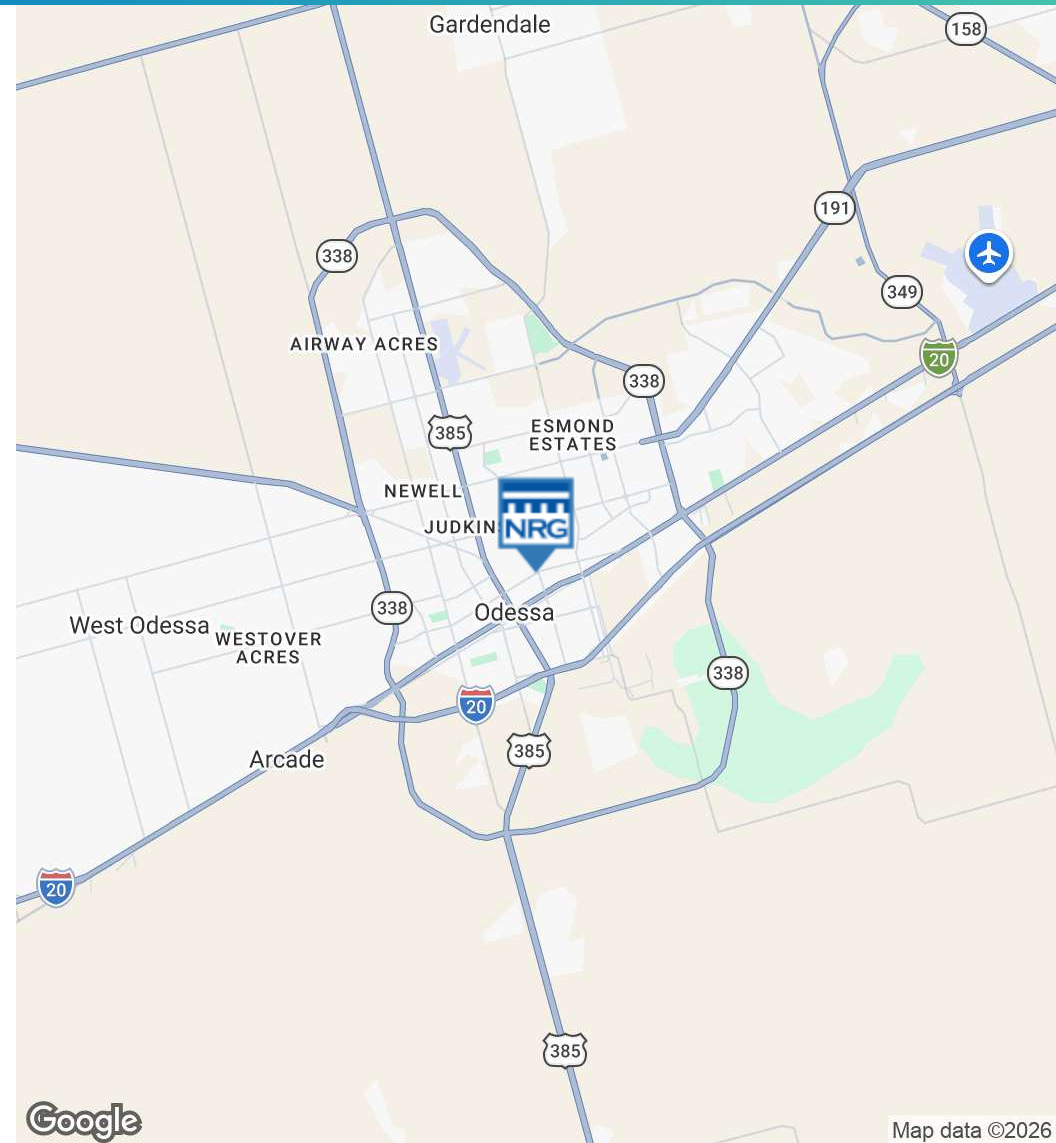 Gardendale
158
191
338
349
AIRWAY ACRES
20
338
385
ESMOND
ESTATES
NEWELL
JUDKIN
NRG
338
Odessa
West Odessa
WESTOVER
ACRES
338
20
385
Arcade
20
385
Google
Map data ©2026